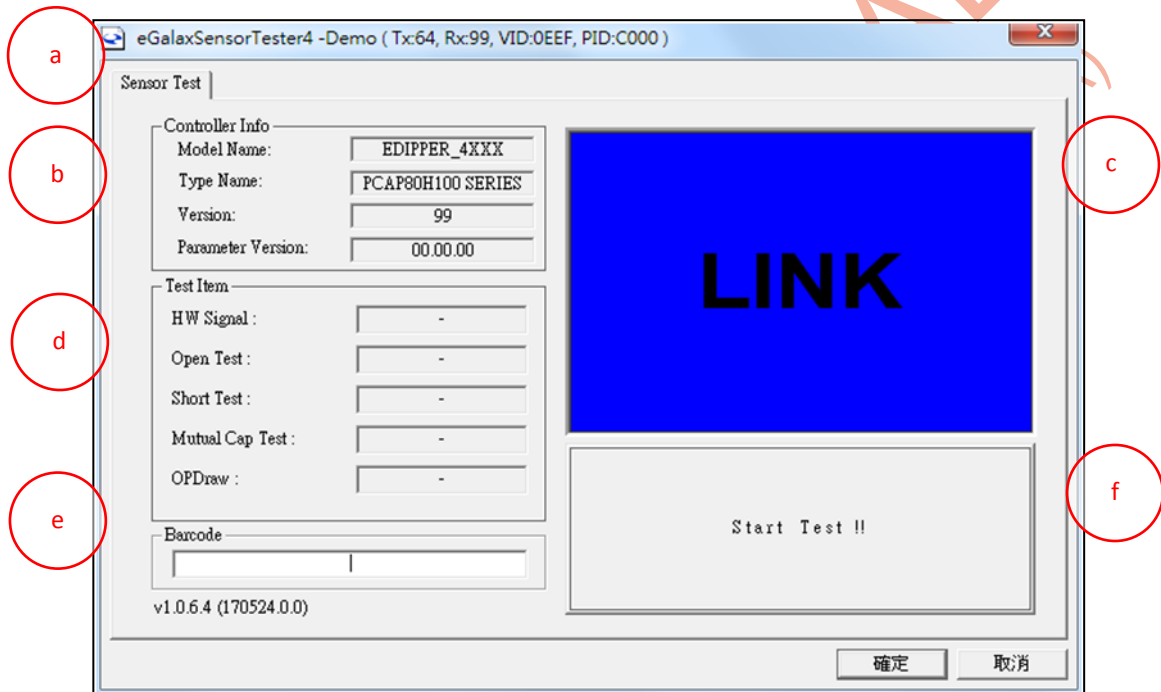 a
eGalaxSensorTester4 -Demo ( Tx:64, Rx:99, VID:0EEF, PID:C000 )
Sensor Test
b
Controller Info
Model Name: EDIPPER_4XXX
Type Name: PCAP80H100 SERIES
Version: 99
Parameter Version: 00.00.00
c
LINK
d
Test Item
HW Signal : -
Open Test : -
Short Test : -
Mutual Cap Test : -
OPDraw : -
e
Barcode
f
Start Test !!
v1.0.6.4 (170524.0.0)
確定 取消